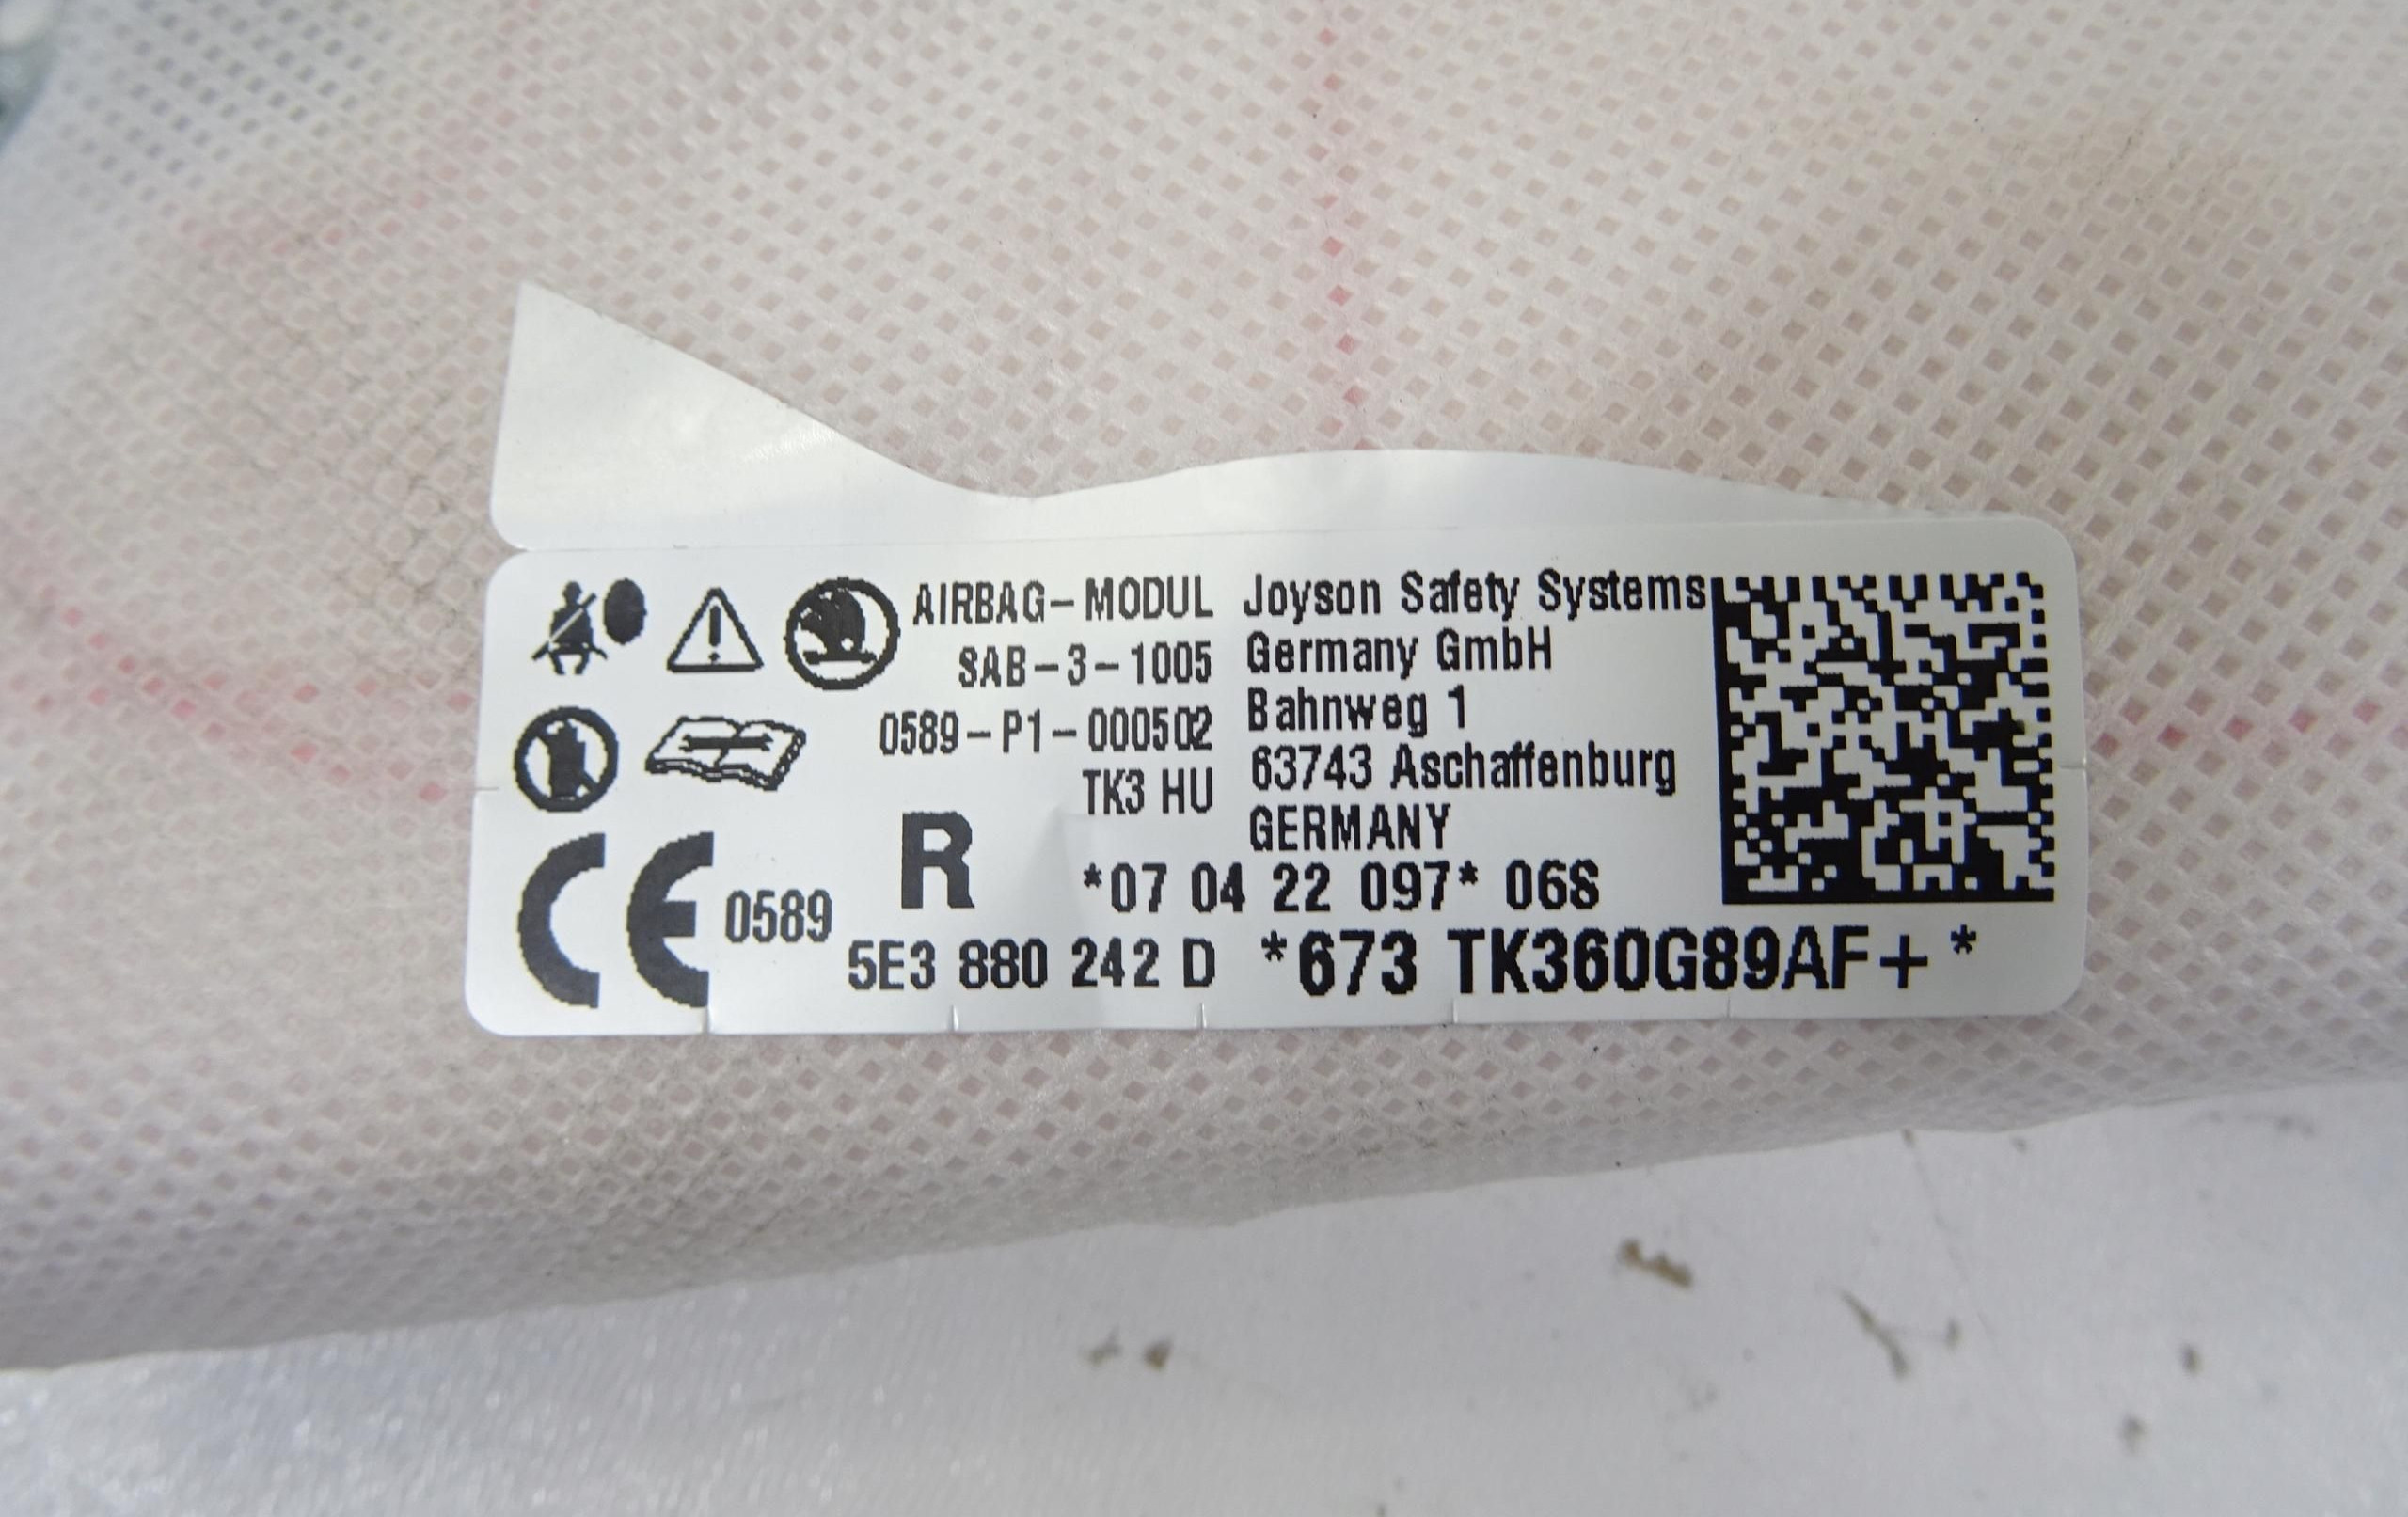 AIRBAG-MODUL
SAB-3-1005
0589-P1-000502
TK3 HU
Joyson Safety Systems
Germany GmbH
Bahnweg 1
63743 Aschaffenburg
GERMANY
CE 0589
R
*07 04 22 097* 06S
5E3 880 242 D *673 TK360G89AF+*